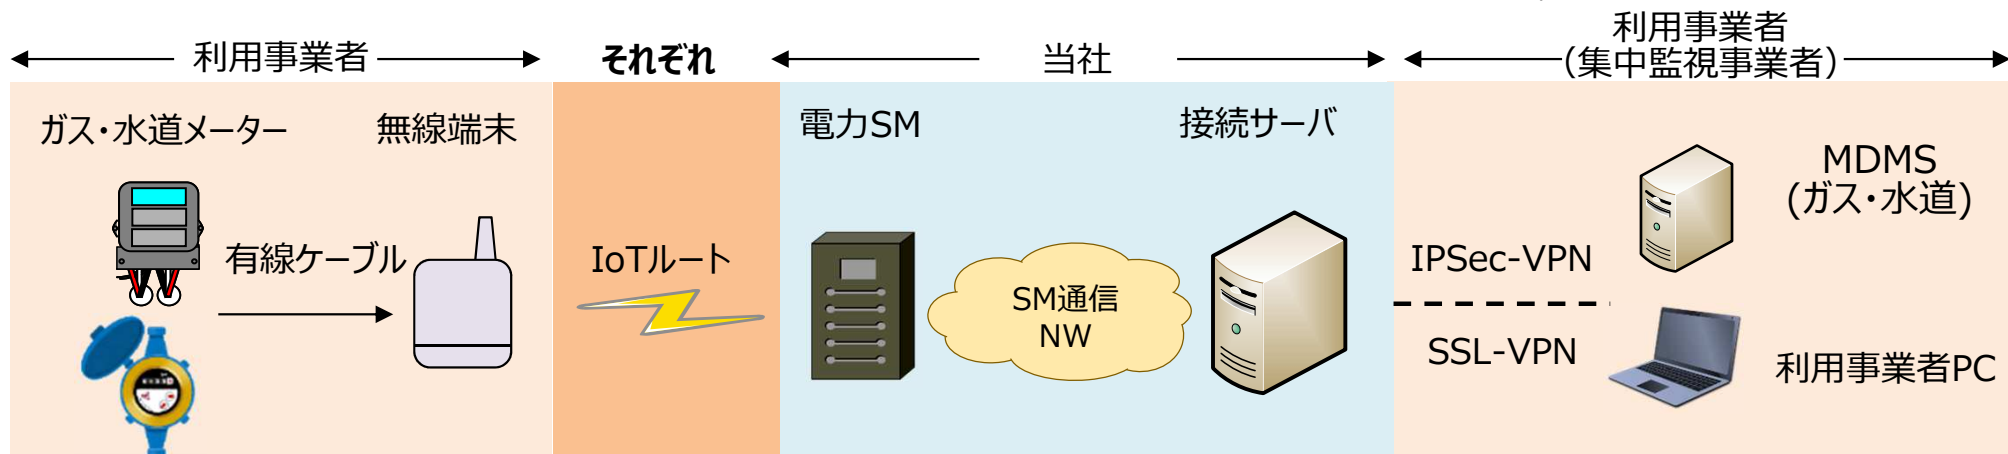 利用事業者
それぞれ
当社
利用事業者
(集中監視事業者)
ガス・水道メーター
無線端末
電力SM
接続サーバ
MDMS
(ガス・水道)
有線ケーブル
IoTルート
SM通信
NW
IPSec-VPN
SSL-VPN
利用事業者PC